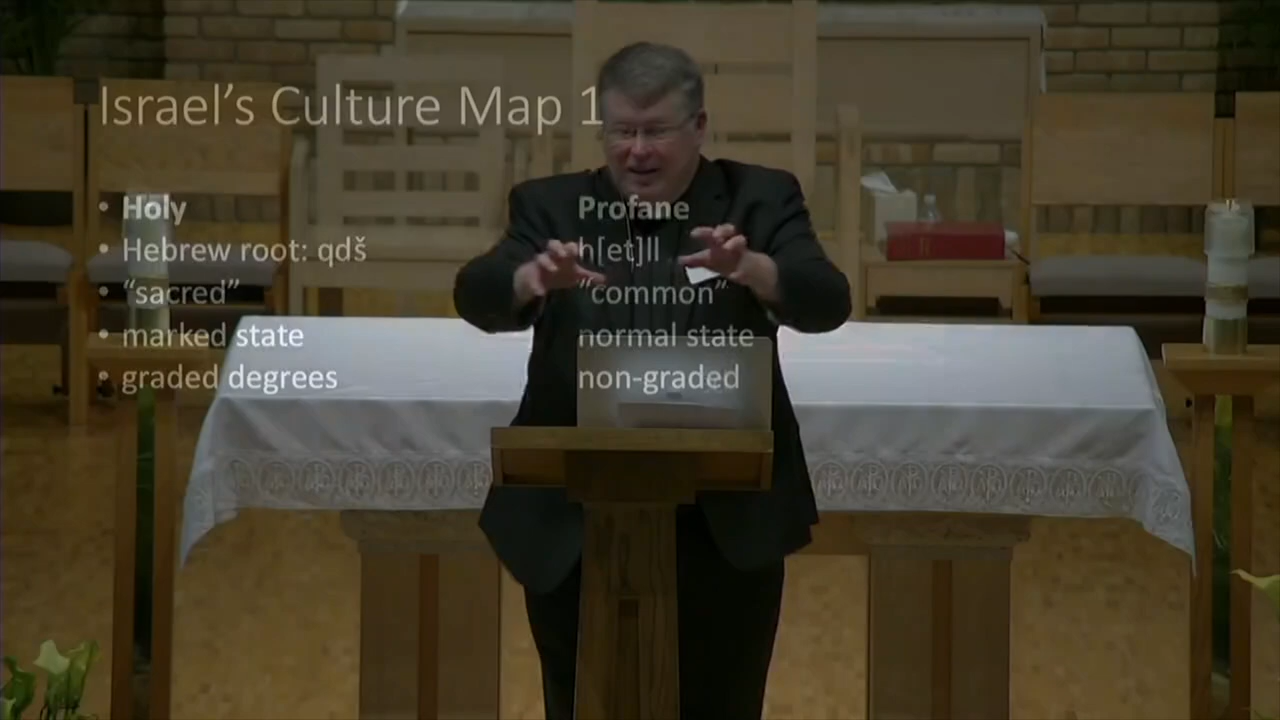 Israel's Culture Map 1
• Holy Profane
• Hebrew root: qdš h[et]ll
• "sacred" "common"
• marked state normal state
• graded degrees non-graded